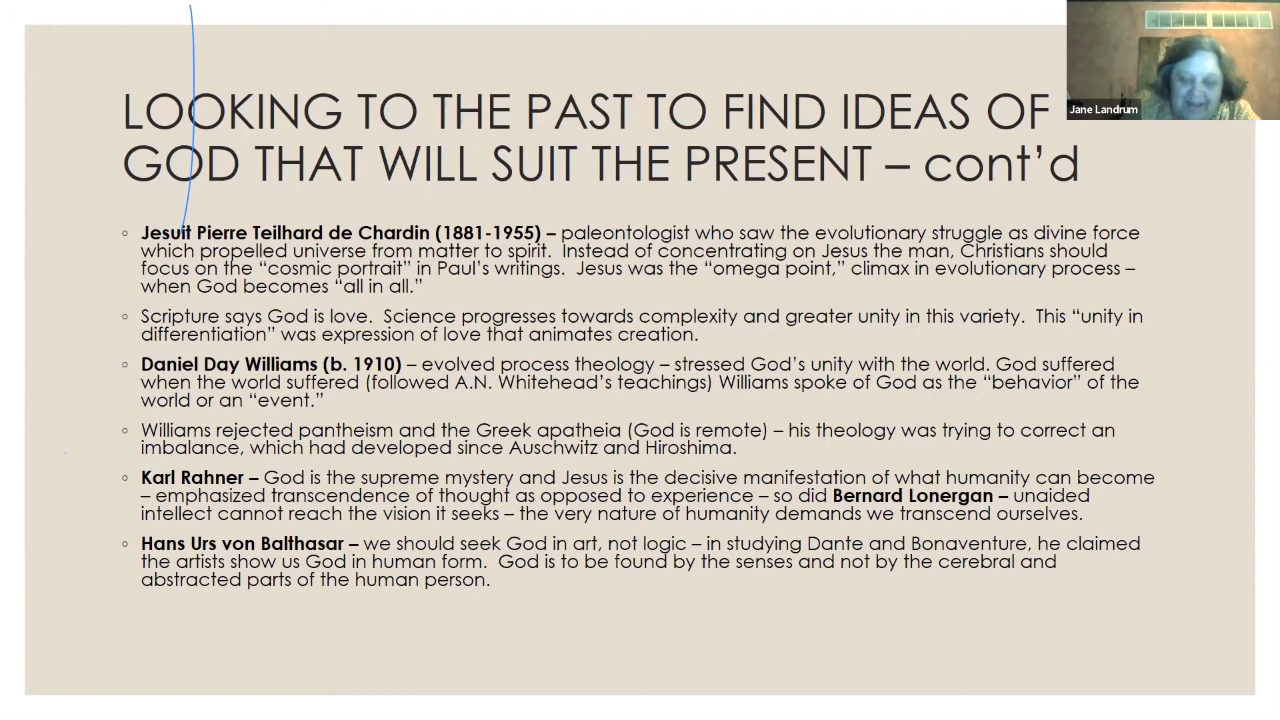 LOOKING TO THE PAST TO FIND IDEAS OF
GOD THAT WILL SUIT THE PRESENT – cont’d
Jane Landrum
◦ Jesuit Pierre Teilhard de Chardin (1881-1955) – paleontologist who saw the evolutionary struggle as divine force
which propelled universe from matter to spirit.  Instead of concentrating on Jesus the man, Christians should
focus on the “cosmic portrait” in Paul’s writings.  Jesus was the “omega point,” climax in evolutionary process –
when God becomes “all in all.”
◦ Scripture says God is love.  Science progresses towards complexity and greater unity in this variety.  This “unity in
differentiation” was expression of love that animates creation.
◦ Daniel Day Williams (b. 1910) – evolved process theology – stressed God’s unity with the world. God suffered
when the world suffered (followed A.N. Whitehead’s teachings) Williams spoke of God as the “behavior” of the
world or an “event.”
◦ Williams rejected pantheism and the Greek apatheia (God is remote) – his theology was trying to correct an
imbalance, which had developed since Auschwitz and Hiroshima.
◦ Karl Rahner – God is the supreme mystery and Jesus is the decisive manifestation of what humanity can become
– emphasized transcendence of thought as opposed to experience – so did Bernard Lonergan – unaided
intellect cannot reach the vision it seeks – the very nature of humanity demands we transcend ourselves.
◦ Hans Urs von Balthasar – we should seek God in art, not logic – in studying Dante and Bonaventure, he claimed
the artists show us God in human form.  God is to be found by the senses and not by the cerebral and
abstracted parts of the human person.